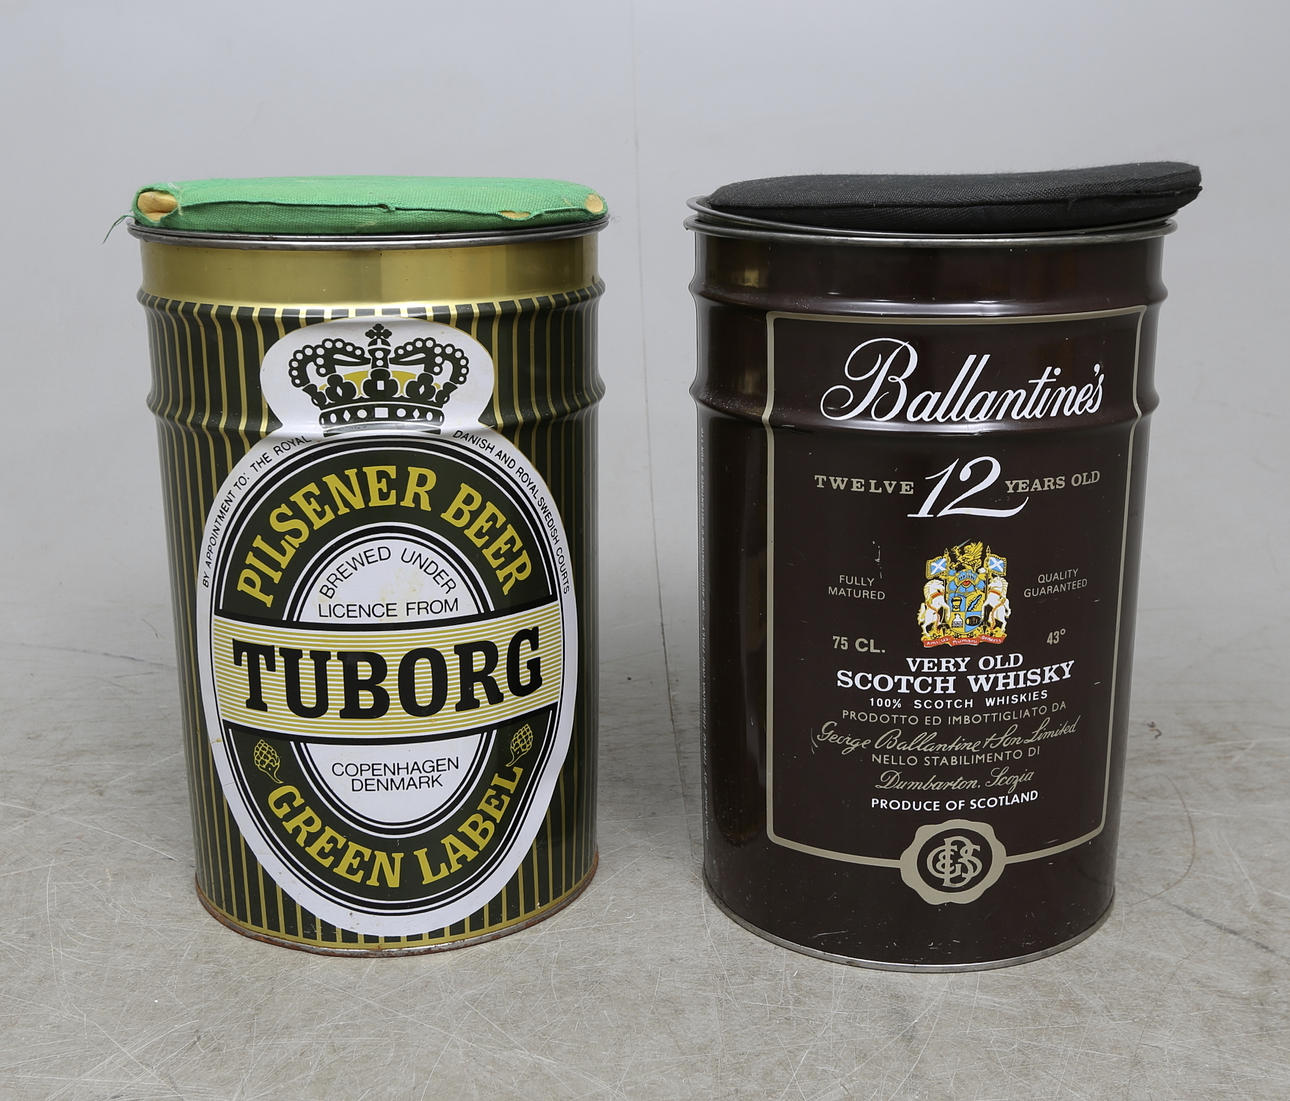 BY APPOINTMENT TO: THE ROYAL DANISH AND ROYAL SWEDISH COURTS
PILSENER BEER
BREWED UNDER
LICENCE FROM
TUBORG
COPENHAGEN
DENMARK
GREEN LABEL
Ballantine's
TWELVE 12 YEARS OLD
FULLY
MATURED
QUALITY
GUARANTEED
75 CL.
43°
VERY OLD
SCOTCH WHISKY
100% SCOTCH WHISKIES
PRODOTTO ED IMBOTTIGLIATO DA
George Ballantine & Son Limited
NELLO STABILIMENTO DI
Dumbarton, Scozia
PRODUCE OF SCOTLAND